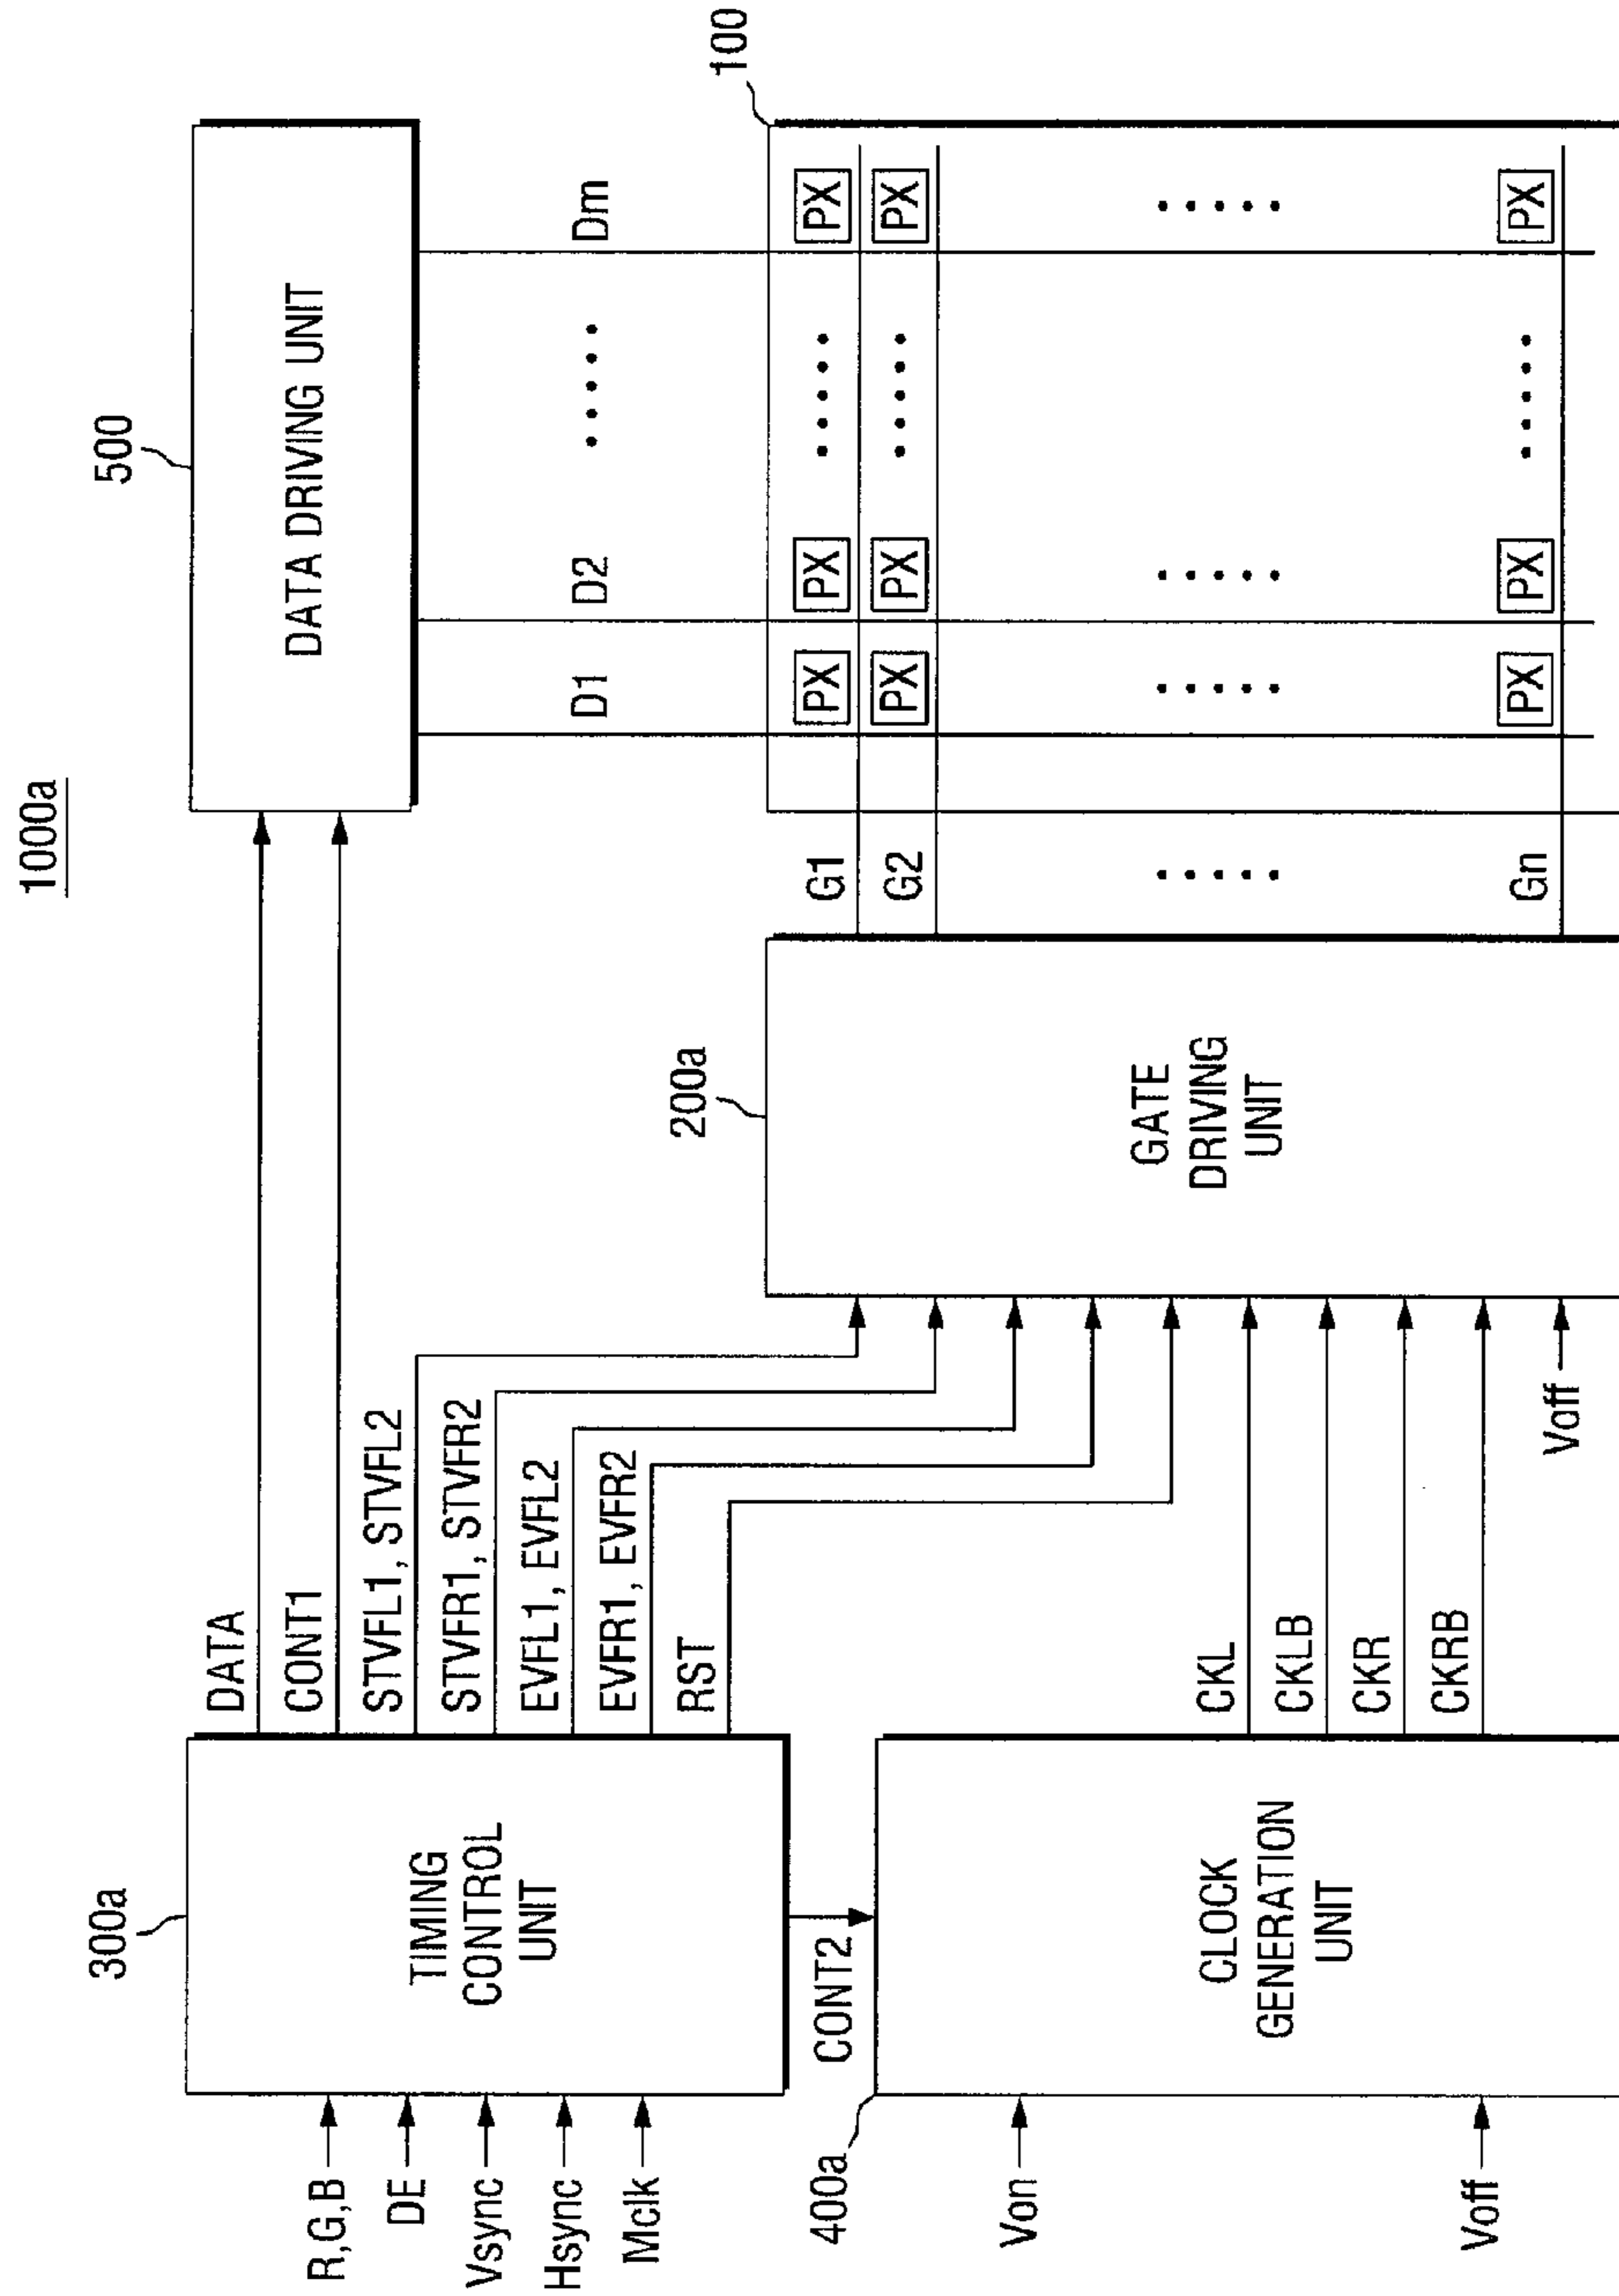 1000a
500
DATA DRIVING UNIT
300a
TIMING
CONTROL
UNIT
R,G,B
DE
Vsync
Hsync
Mclk
DATA
CONT1
STVFL1, STVFL2
STVFR1, STVFR2
EVFL1, EVFL2
EVFR1, EVFR2
RST
CONT2
400a
CLOCK
GENERATION
UNIT
Von
Voff
CKL
CKLB
CKR
CKRB
Voff
200a
GATE
DRIVING
UNIT
G1
G2
Gn
D1 D2 Dm
100
PX PX PX
PX PX PX
PX PX PX